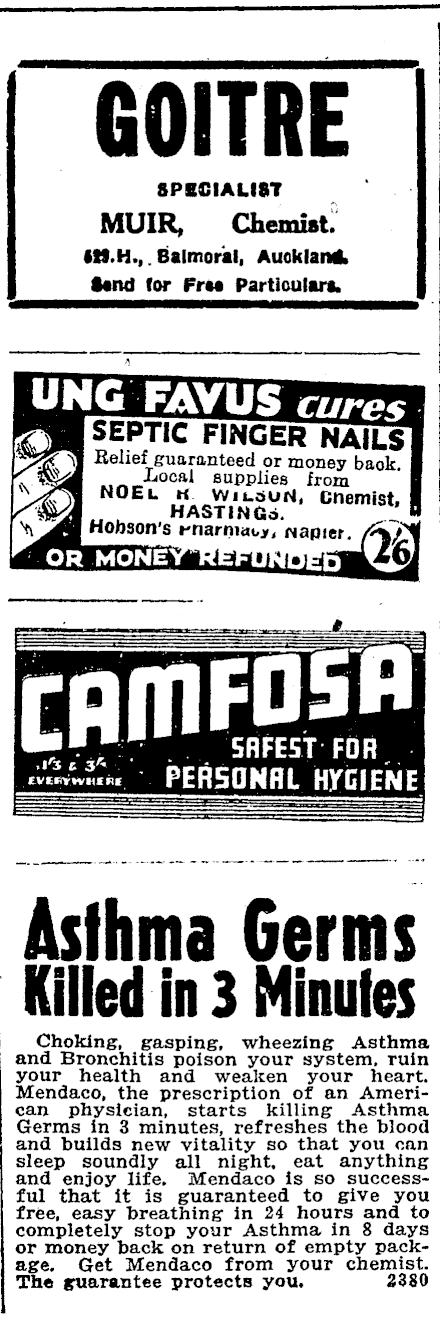 GOITRE
SPECIALIST
MUIR, Chemist.
Balmoral, Auckland.
Send for Free Particulars.
UNG FAVUS cures
SEPTIC FINGER NAILS
Relief guaranteed or money back.
Local supplies from
NOEL H. WILSON, Chemist,
HASTINGS.
Hobson's Pharmacy, Napier.
2/6
OR MONEY REFUNDED
CAMFOSA
SAFEST FOR
PERSONAL HYGIENE
EVERYWHERE
Asthma Germs
Killed in 3 Minutes
Choking, gasping, wheezing Asthma
and Bronchitis poison your system, ruin
your health and weaken your heart.
Mendaco, the prescription of an Ameri-
can physician, starts killing Asthma
Germs in 3 minutes, refreshes the blood
and builds new vitality so that you can
sleep soundly all night, eat anything
and enjoy life. Mendaco is so success-
ful that it is guaranteed to give you
free, easy breathing in 24 hours and to
completely stop your Asthma in 8 days
or money back on return of empty pack-
age. Get Mendaco from your chemist.
The guarantee protects you. 2380